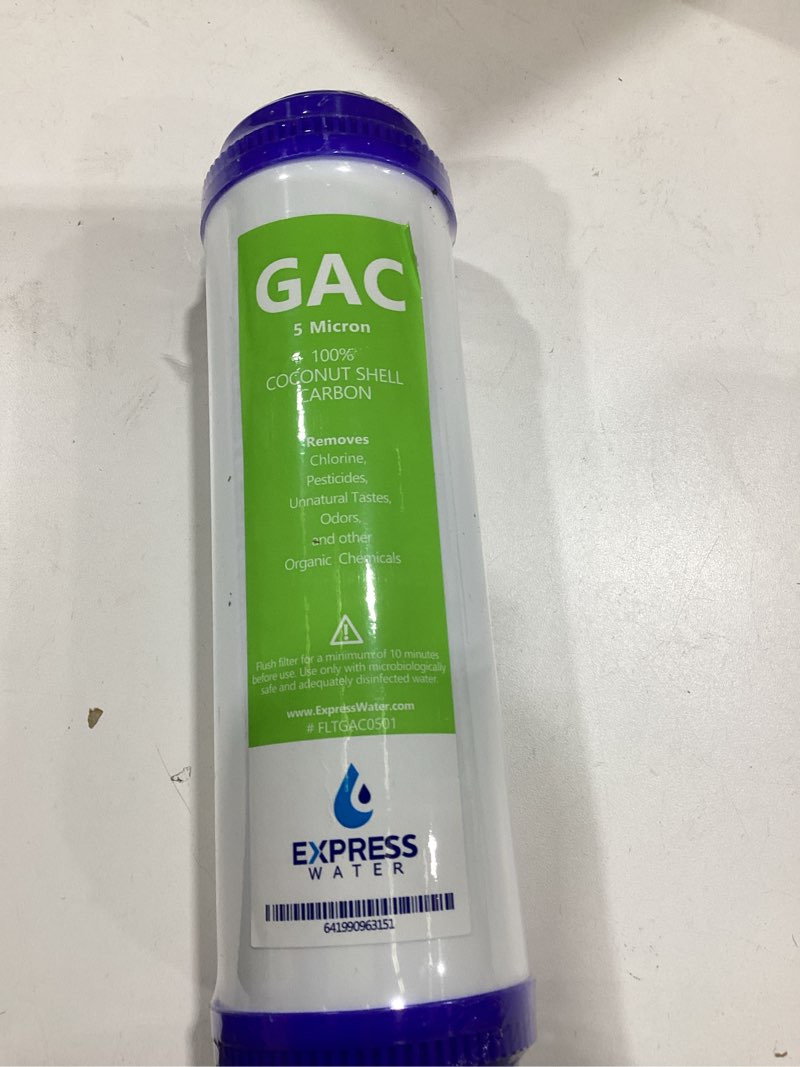 GAC
5 Micron
100%
COCONUT SHELL
CARBON
Removes
Chlorine,
Pesticides,
Unnatural Tastes,
Odors,
and other
Organic Chemicals
Flush filter for a minimum of 10 minutes
before use. Use only with microbiologically
safe and adequately disinfected water.
www.ExpressWater.com
# FLTGAC0501
EXPRESS
WATER
641990963151